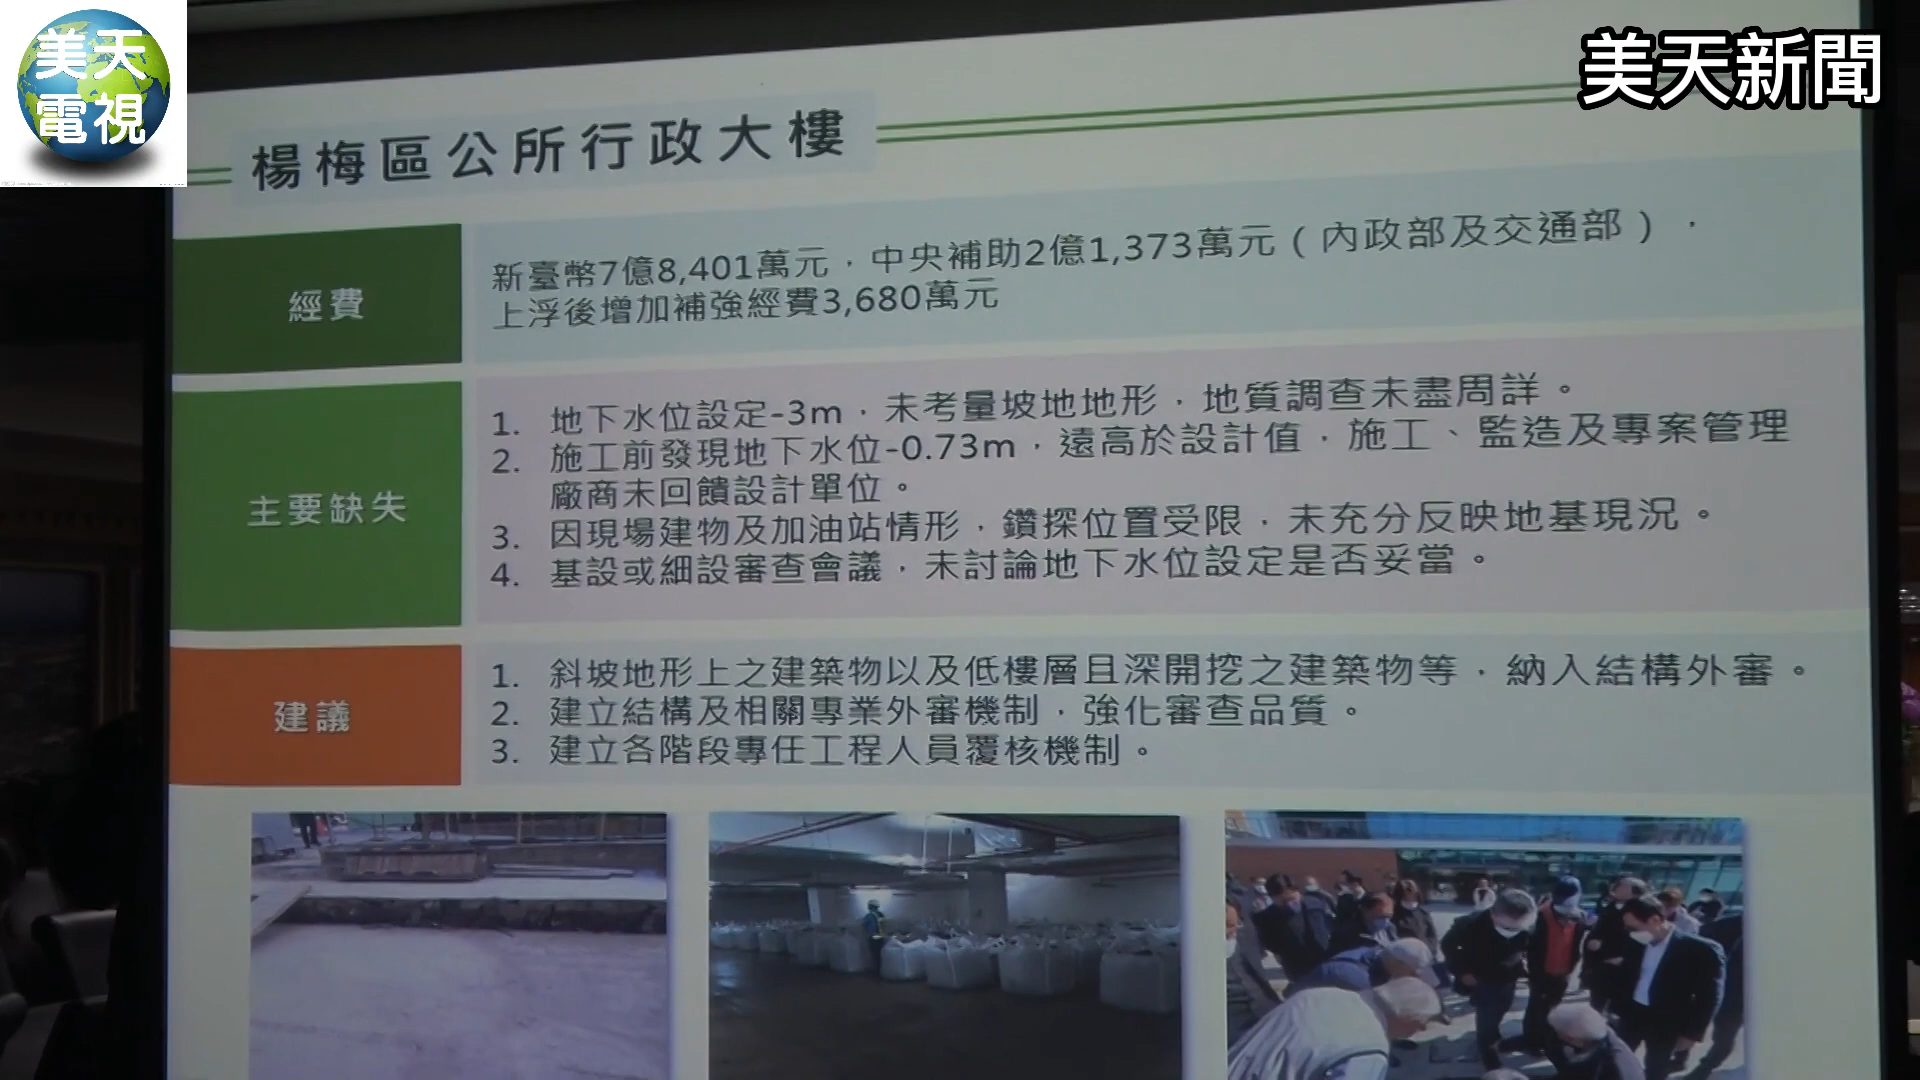 美天
電視
美天新聞
楊梅區公所行政大樓
經費
新臺幣7億8,401萬元，中央補助2億1,373萬元（內政部及交通部），
上浮後增加補強經費3,680萬元
主要缺失
1. 地下水位設定-3m，未考量坡地地形，地質調查未盡周詳。
2. 施工前發現地下水位-0.73m，遠高於設計值，施工、監造及專案管理
廠商未回饋設計單位。
3. 因現場建物及加油站情形，鑽探位置受限，未充分反映地基現況。
4. 基設或細設審查會議，未討論地下水位設定是否妥當。
建議
1. 斜坡地形上之建築物以及低樓層且深開挖之建築物等，納入結構外審。
2. 建立結構及相關專業外審機制，強化審查品質。
3. 建立各階段專任工程人員覆核機制。